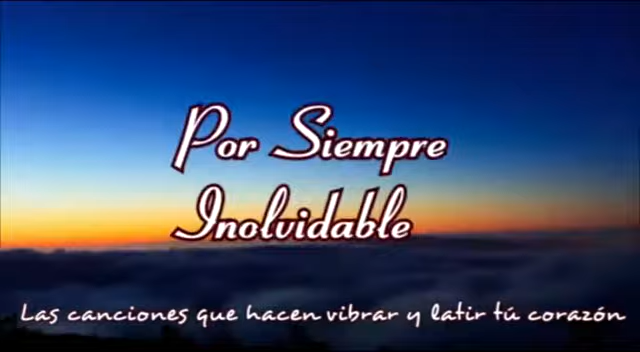 Por Siempre
Inolvidable
Las canciones que hacen vibrar y latir tú corazón